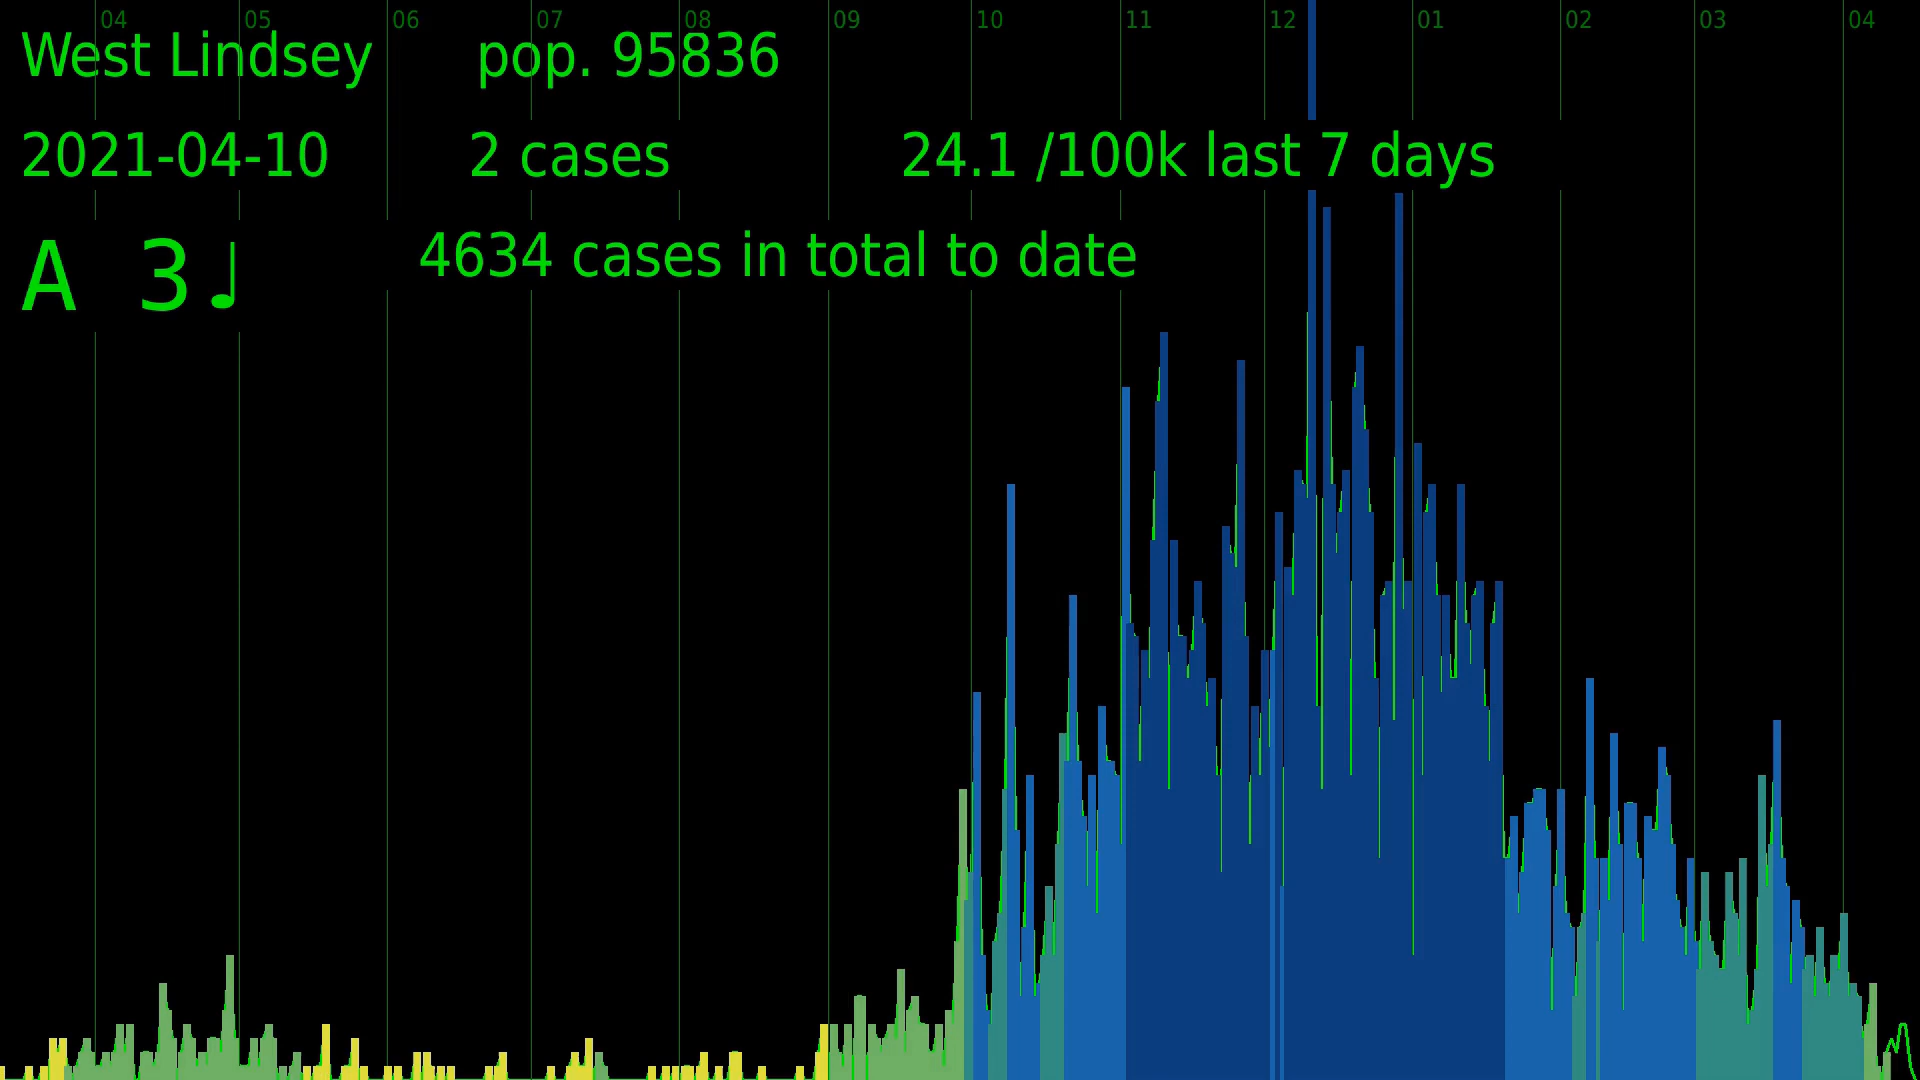 04 05 06 07 08 09 10 11 12 01 02 03 04
West Lindsey pop. 95836
2021-04-10 2 cases 24.1 /100k last 7 days
A 3♩ 4634 cases in total to date